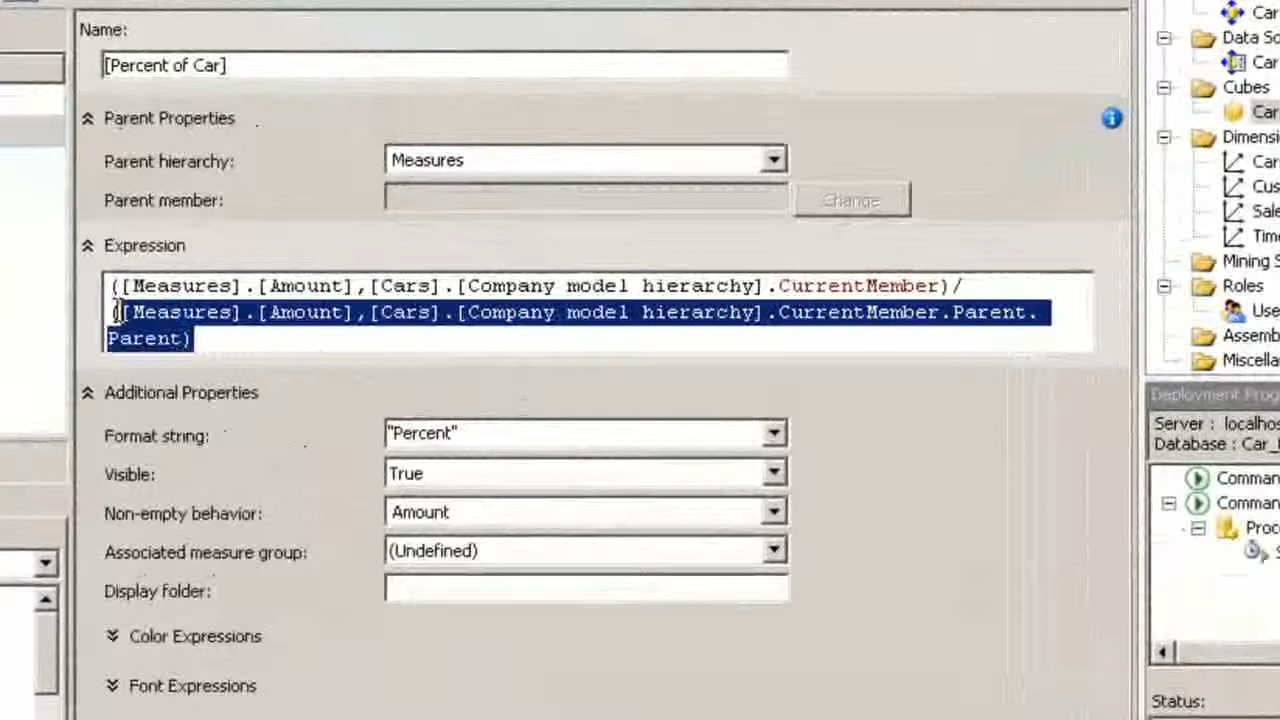 Name:
[Percent of Car]
Parent Properties
Parent hierarchy:
Measures
Parent member:
Change
Expression
([Measures].[Amount],[Cars].[Company model hierarchy].CurrentMember)/
([Measures].[Amount],[Cars].[Company model hierarchy].CurrentMember.Parent.
Parent)
Additional Properties
Format string:
"Percent"
Visible:
True
Non-empty behavior:
Amount
Associated measure group:
(Undefined)
Display folder:
Color Expressions
Font Expressions
Car
Data So
Car
Cubes
Car
Dimensi
Car
Cus
Sale
Time
Mining S
Roles
Use
Assemb
Miscella
Deployment Prog
Server : localhos
Database : Car_
Comman
Comman
Proc
Status: